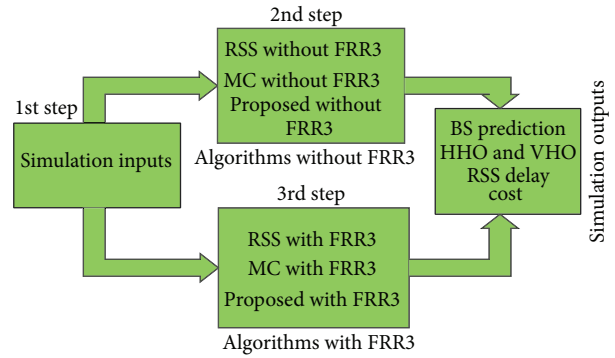 1st step
Simulation inputs
2nd step
RSS without FRR3
MC without FRR3
Proposed without
FRR3
Algorithms without FRR3
3rd step
RSS with FRR3
MC with FRR3
Proposed with FRR3
Algorithms with FRR3
BS prediction
HHO and VHO
RSS delay
cost
Simulation outputs